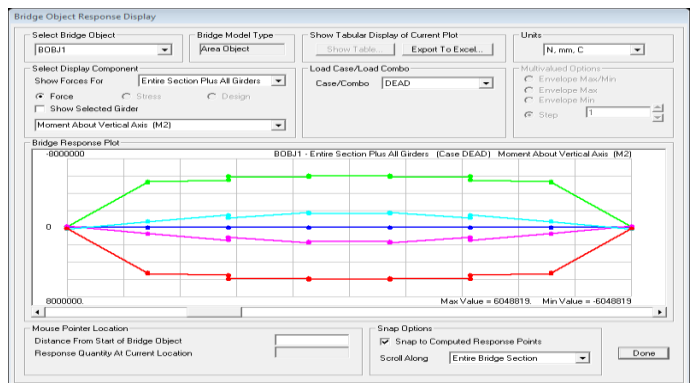 Bridge Object Response Display
Select Bridge Object
BOBJ1
Bridge Model Type
Area Object
Show Tabular Display of Current Plot
Show Table...
Export To Excel...
Units
N, mm, C
Select Display Component
Show Forces For
Entire Section Plus All Girders
Force
Stress
Design
Show Selected Girder
Moment About Vertical Axis (M2)
Load Case/Load Combo
Case/Combo
DEAD
Multivalued Options
Envelope Max/Min
Envelope Max
Envelope Min
Step
1
Bridge Response Plot
-8000000
BOBJ1 - Entire Section Plus All Girders (Case DEAD) Moment About Vertical Axis (M2)
0
8000000.
Max Value = 6048819. Min Value = -6048819
Mouse Pointer Location
Distance From Start of Bridge Object
Response Quantity At Current Location
Snap Options
Snap to Computed Response Points
Scroll Along
Entire Bridge Section
Done